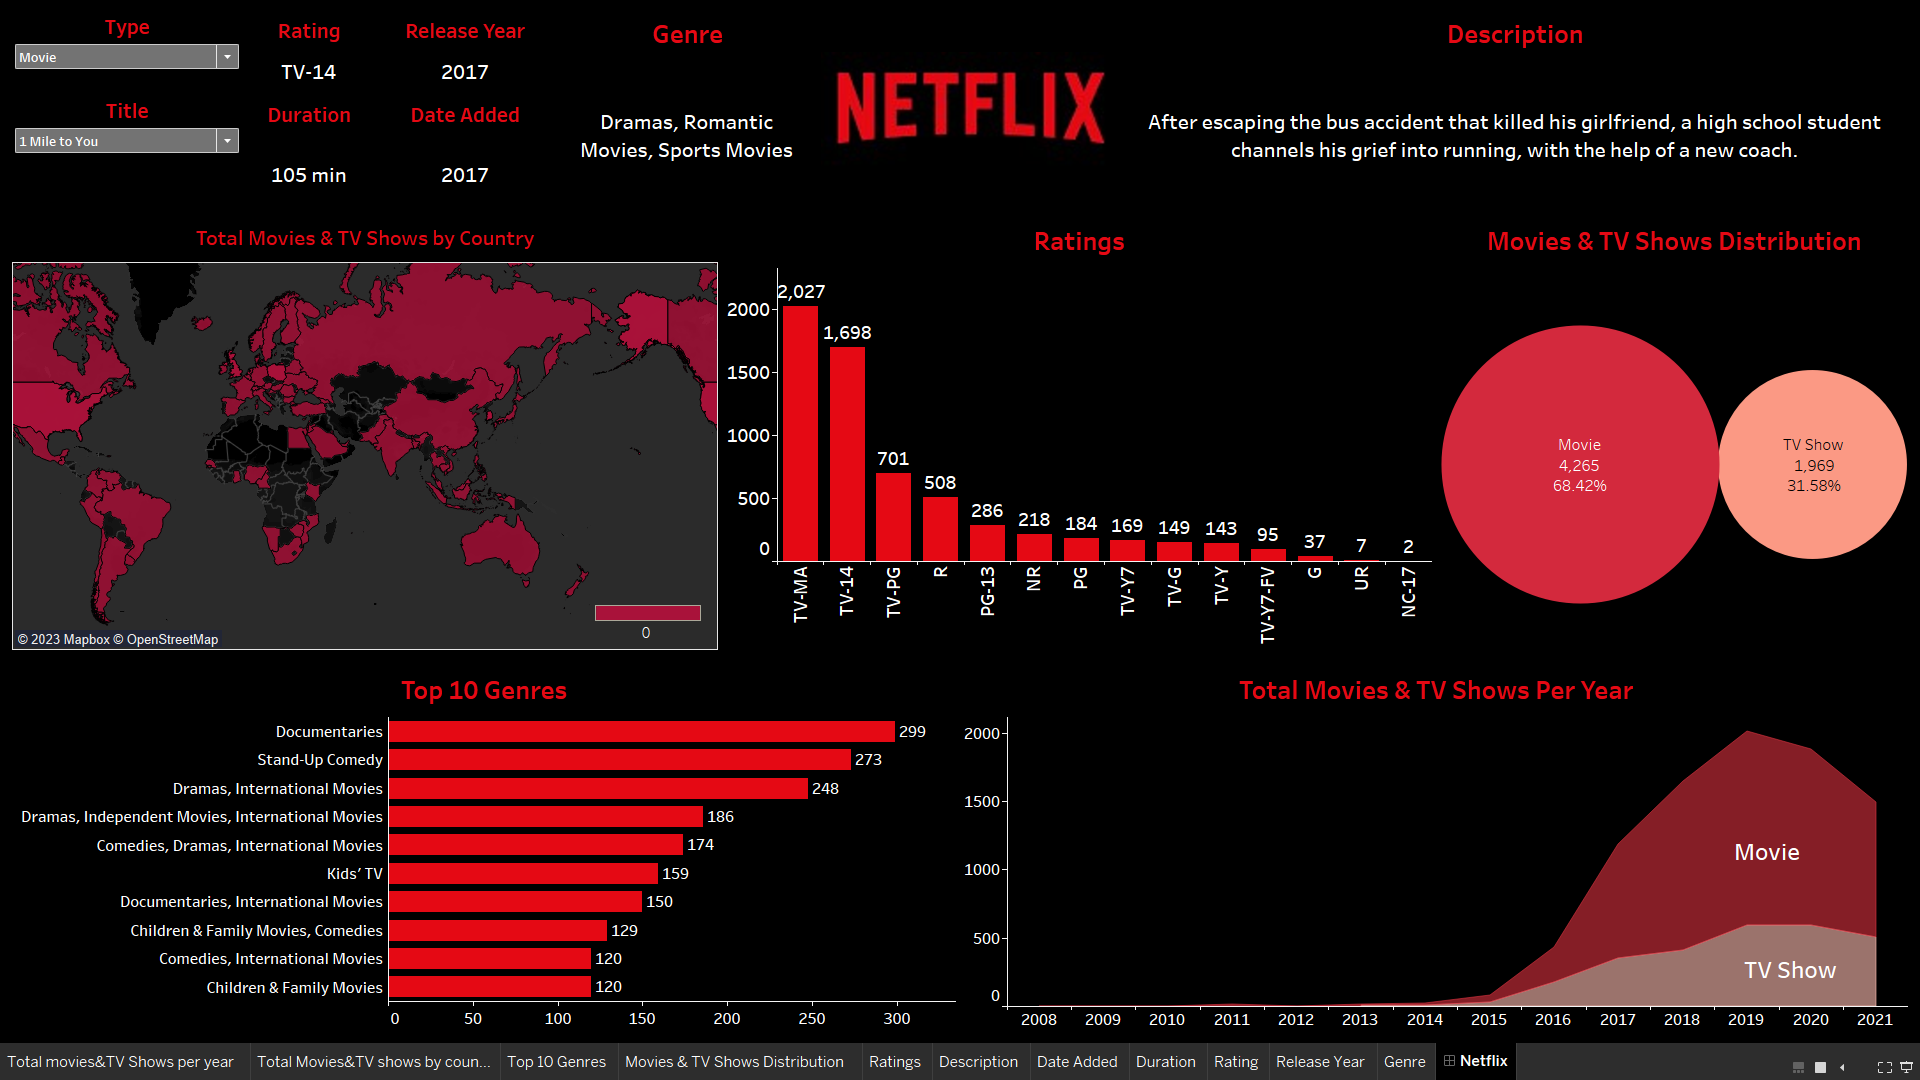 Type
Movie
Title
1 Mile to You
Rating
TV-14
Duration
105 min
Release Year
2017
Date Added
2017
Genre
Dramas, Romantic
Movies, Sports Movies
NETFLIX
Description
After escaping the bus accident that killed his girlfriend, a high school student
channels his grief into running, with the help of a new coach.
Total Movies & TV Shows by Country
0
© 2023 Mapbox © OpenStreetMap
Ratings
2000
1500
1000
500
0
2,027
1,698
701
508
286
218
184
169
149
143
95
37
7
2
TV-MA
TV-14
TV-PG
R
PG-13
NR
PG
TV-Y7
TV-G
TV-Y
TV-Y7-FV
G
UR
NC-17
Movies & TV Shows Distribution
Movie
4,265
68.42%
TV Show
1,969
31.58%
Top 10 Genres
Documentaries 299
Stand-Up Comedy 273
Dramas, International Movies 248
Dramas, Independent Movies, International Movies 186
Comedies, Dramas, International Movies 174
Kids’ TV 159
Documentaries, International Movies 150
Children & Family Movies, Comedies 129
Comedies, International Movies 120
Children & Family Movies 120
0 50 100 150 200 250 300
Total Movies & TV Shows Per Year
2000
1500
1000
500
0
Movie
TV Show
2008 2009 2010 2011 2012 2013 2014 2015 2016 2017 2018 2019 2020 2021
Total movies&TV Shows per year
Total Movies&TV shows by coun...
Top 10 Genres
Movies & TV Shows Distribution
Ratings
Description
Date Added
Duration
Rating
Release Year
Genre
Netflix